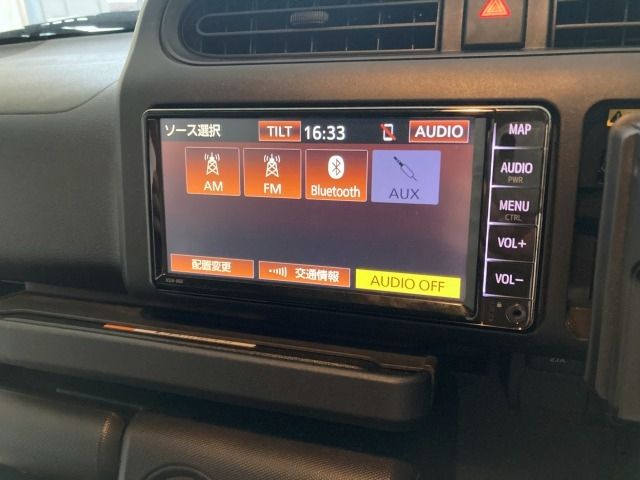 ソース選択 TILT 16:33 AUDIO
AM FM Bluetooth AUX
配置変更 交通情報 AUDIO OFF
MAP
AUDIO
PWR
MENU
CTRL
VOL+
VOL−